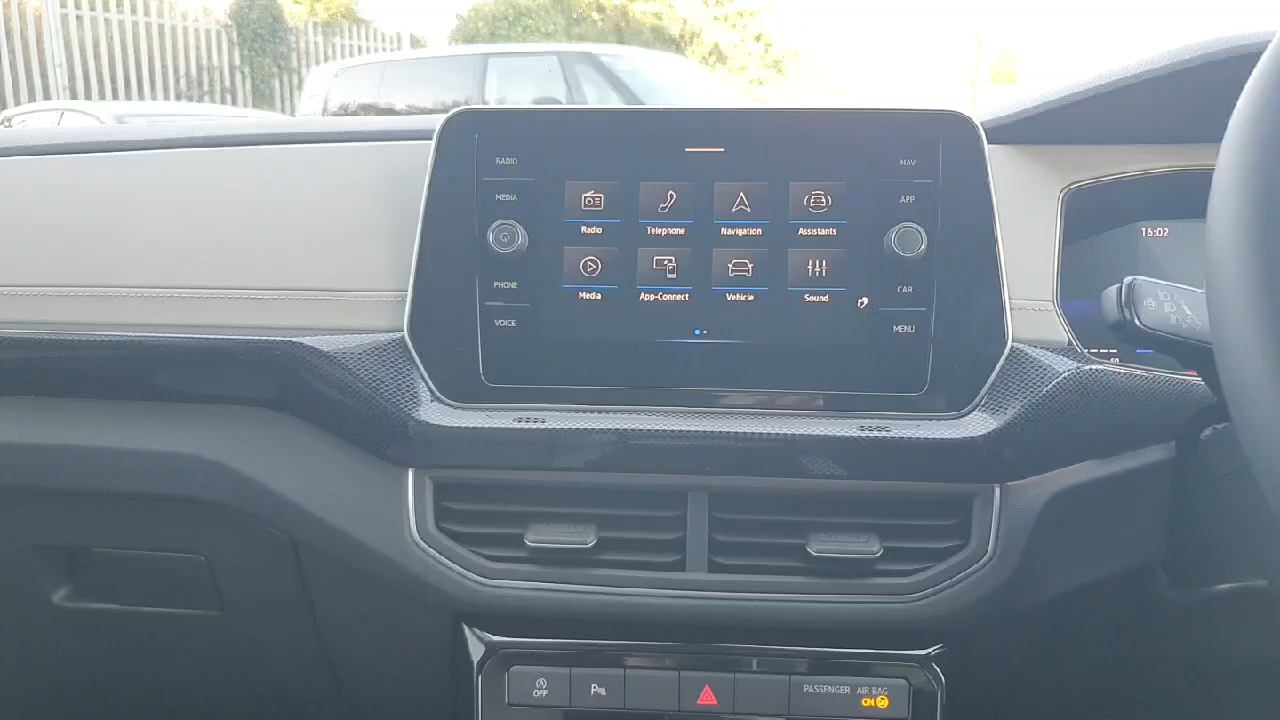 RADIO
MEDIA
PHONE
VOICE
Radio
Telephone
Navigation
Assistants
Media
App-Connect
Vehicle
Sound
NAV
APP
CAR
MENU
15:02
OFF
PASSENGER AIR BAG
ON